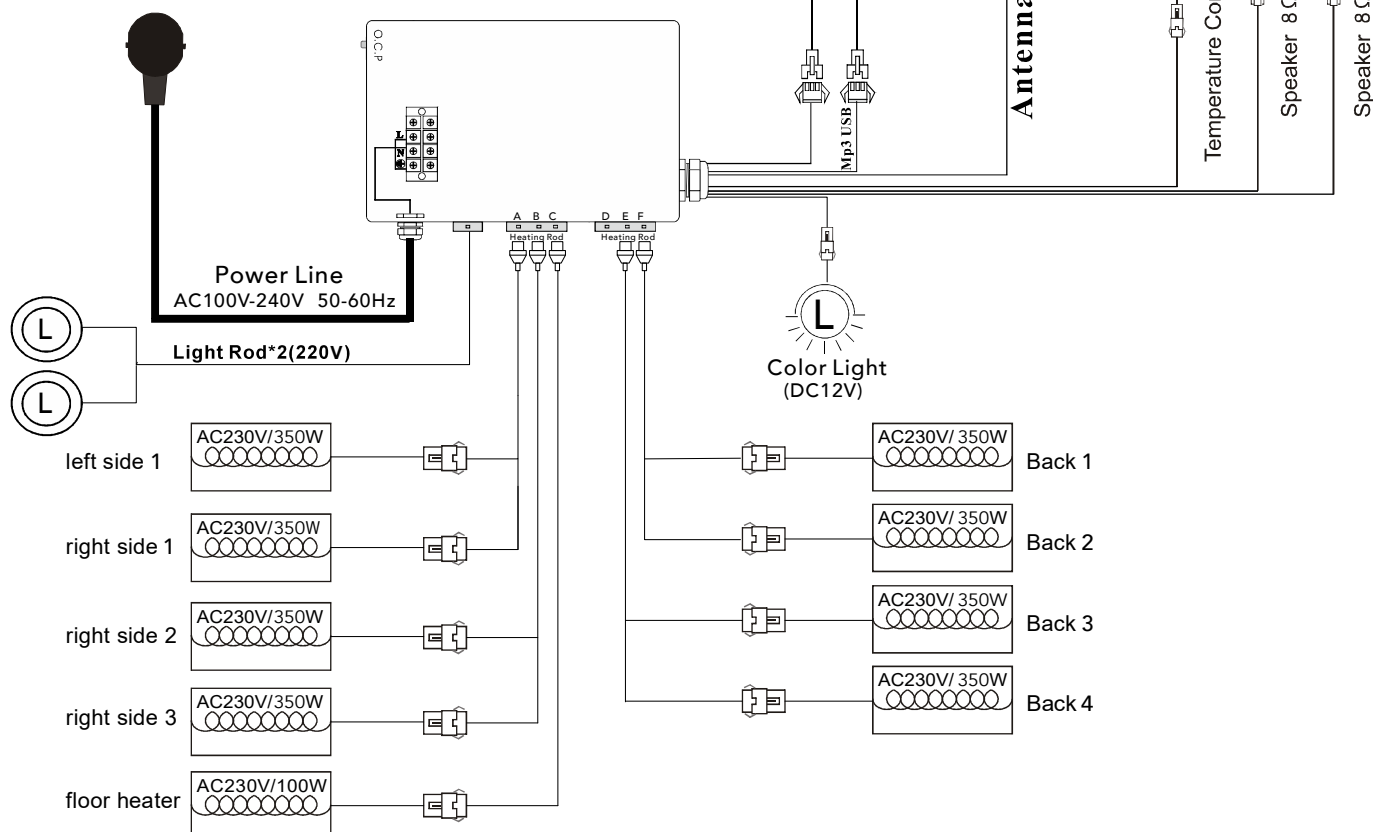 O.C.P
L
N
A B C
Heating Rod
D E F
Heating Rod
Mp3 USB
Antenna
Speaker 8Ω
Speaker 8Ω
Power Line
AC100V-240V 50-60Hz
Light Rod*2(220V)
L
L
L
Color Light
(DC12V)
left side 1
AC230V/350W
right side 1
AC230V/350W
right side 2
AC230V/350W
right side 3
AC230V/350W
floor heater
AC230V/100W
AC230V/ 350W
Back 1
AC230V/ 350W
Back 2
AC230V/ 350W
Back 3
AC230V/ 350W
Back 4
Temperature